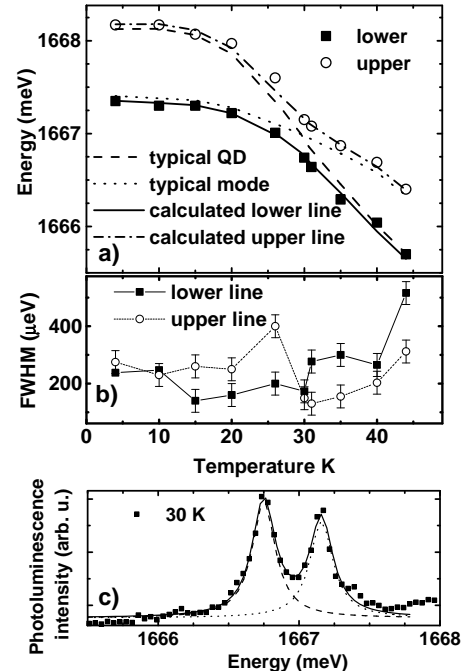 1668
lower
upper
1667
Energy (meV)
typical QD
typical mode
1666
calculated lower line
calculated upper line
a)
lower line
upper line
400
FWHM (μeV)
200
b)
0 10 20 30 40
Temperature K
30 K
Photoluminescence
intensity (arb. u.)
c)
1666 1667 1668
Energy (meV)